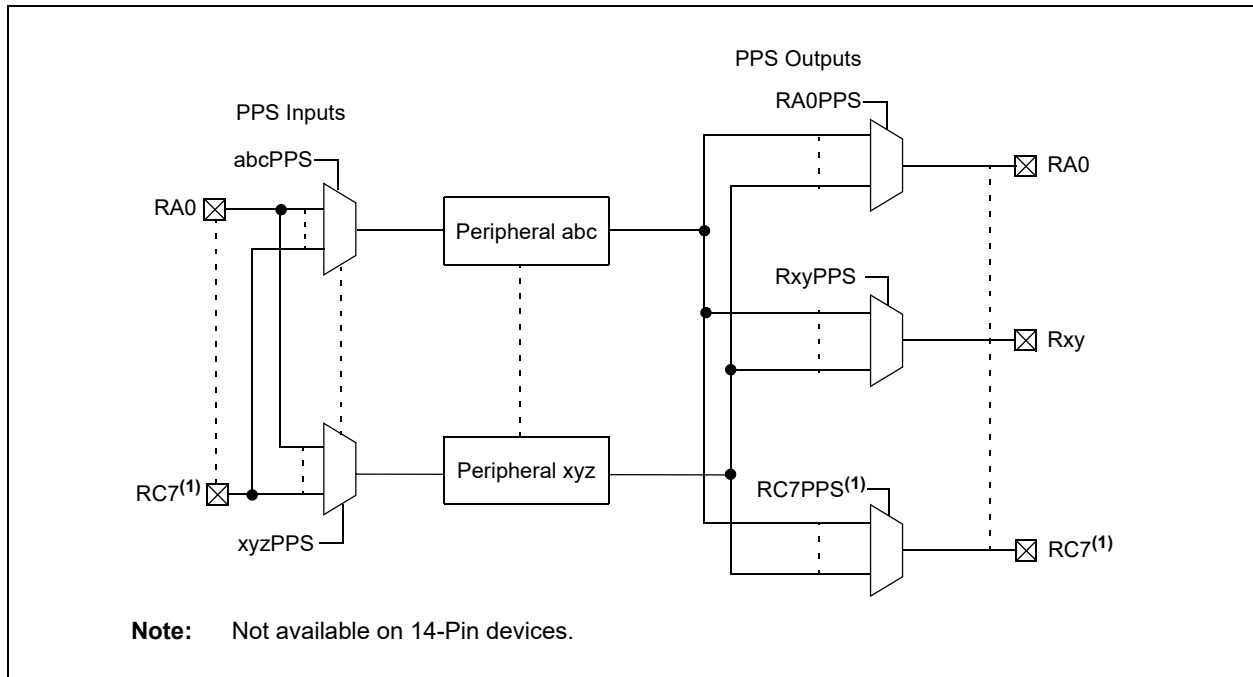 PPS Outputs
RA0PPS
PPS Inputs
abcPPS
RA0
RA0
Peripheral abc
RxyPPS
Rxy
Peripheral xyz
RC7(1)
RC7PPS(1)
xyzPPS
RC7(1)
Note: Not available on 14-Pin devices.